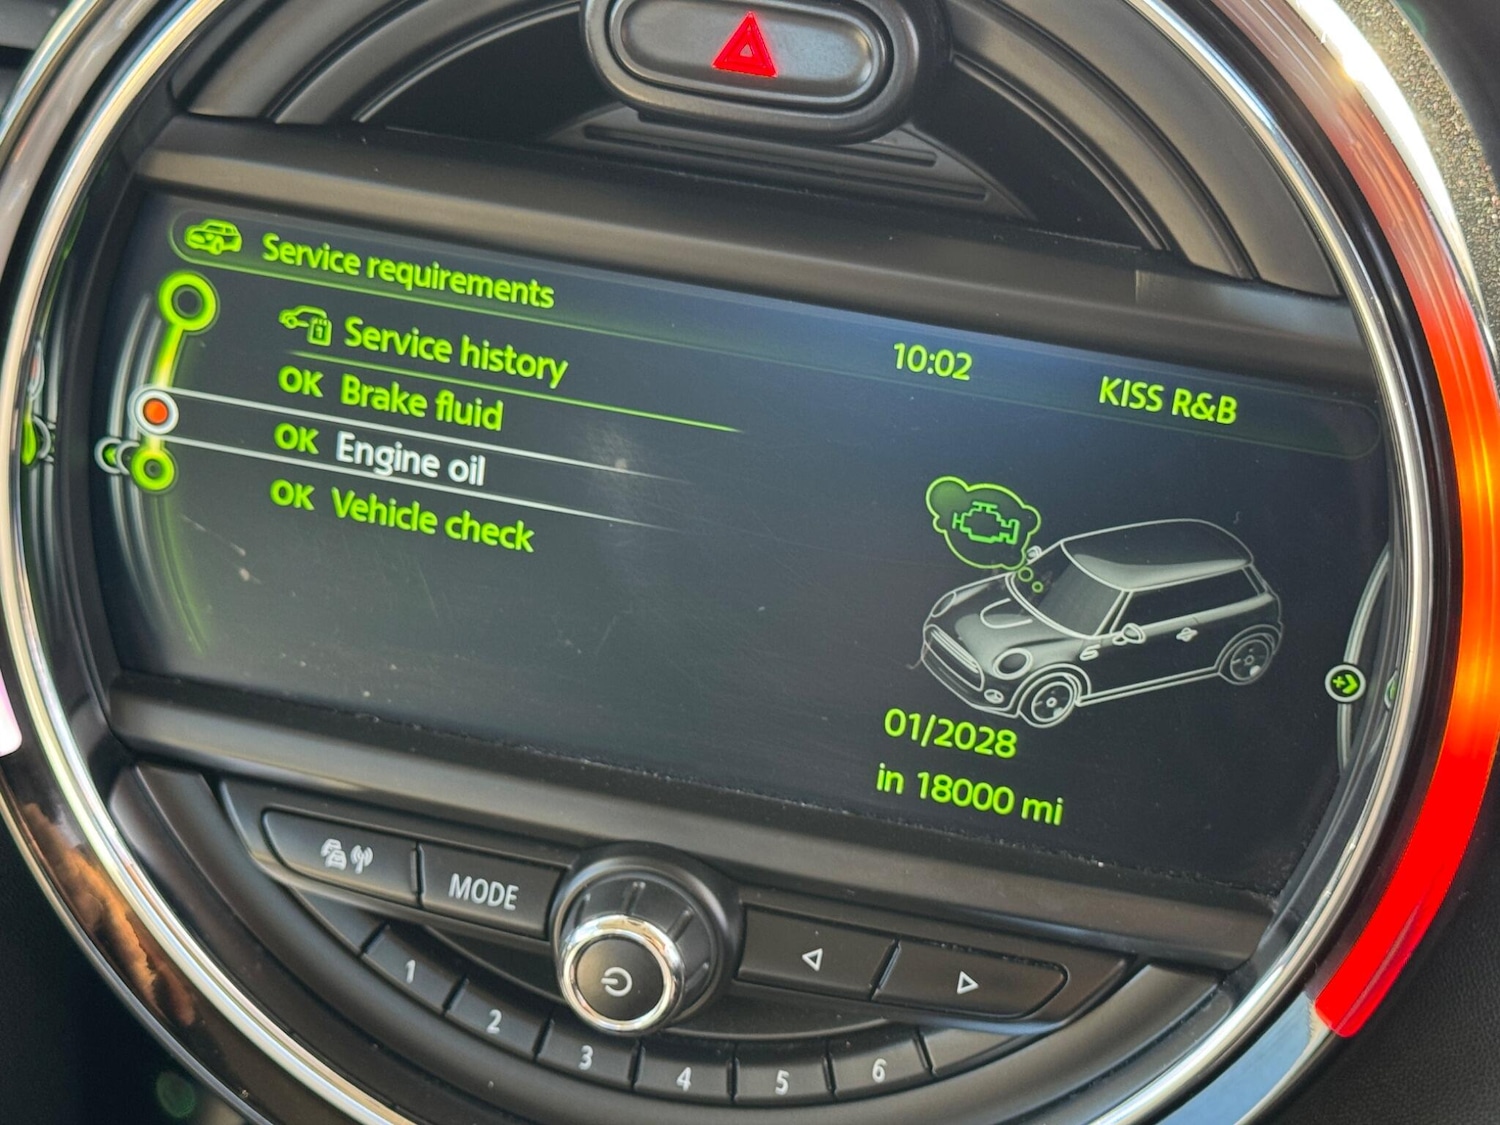 Service requirements
10:02
KISS R&B
Service history
OK Brake fluid
OK Engine oil
OK Vehicle check
01/2028
in 18000 mi
MODE
1
2
3
4
5
6